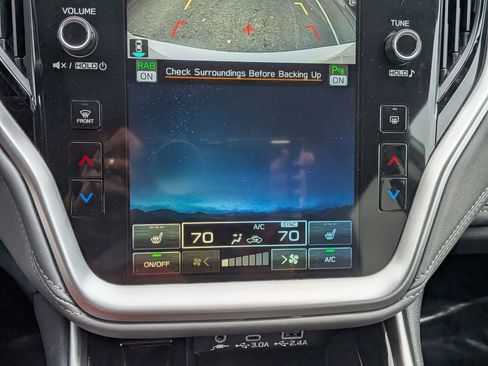 VOLUME
TUNE
HOLD
HOLD
RAB
ON
Check Surroundings Before Backing Up
ON
FRONT
70
A/C
SYNC
70
ON/OFF
A/C
3.0A
2.4A